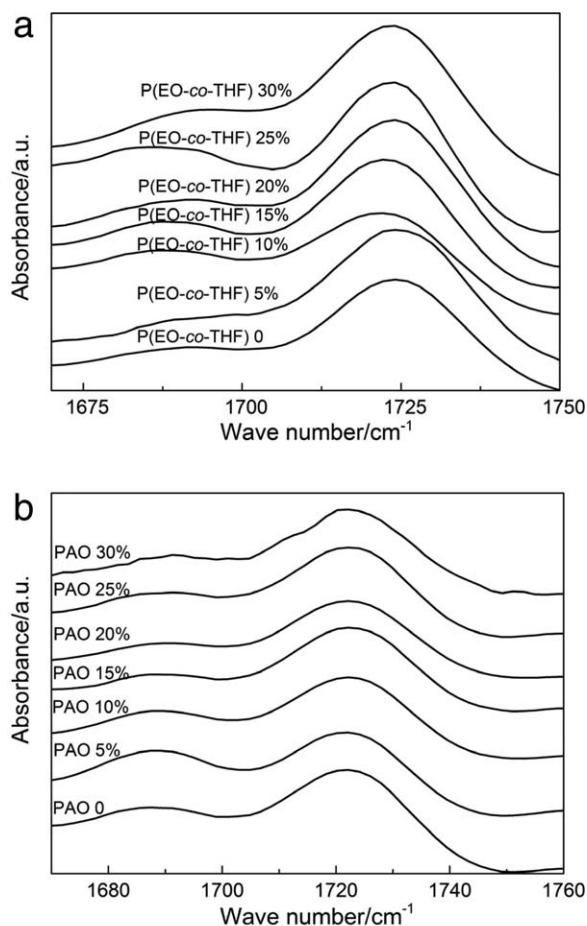 a
Absorbance/a.u.
P(EO-co-THF) 30%
P(EO-co-THF) 25%
P(EO-co-THF) 20%
P(EO-co-THF) 15%
P(EO-co-THF) 10%
P(EO-co-THF) 5%
P(EO-co-THF) 0
1675 1700 1725 1750
Wave number/cm⁻¹
b
Absorbance/a.u.
PAO 30%
PAO 25%
PAO 20%
PAO 15%
PAO 10%
PAO 5%
PAO 0
1680 1700 1720 1740 1760
Wave number/cm⁻¹